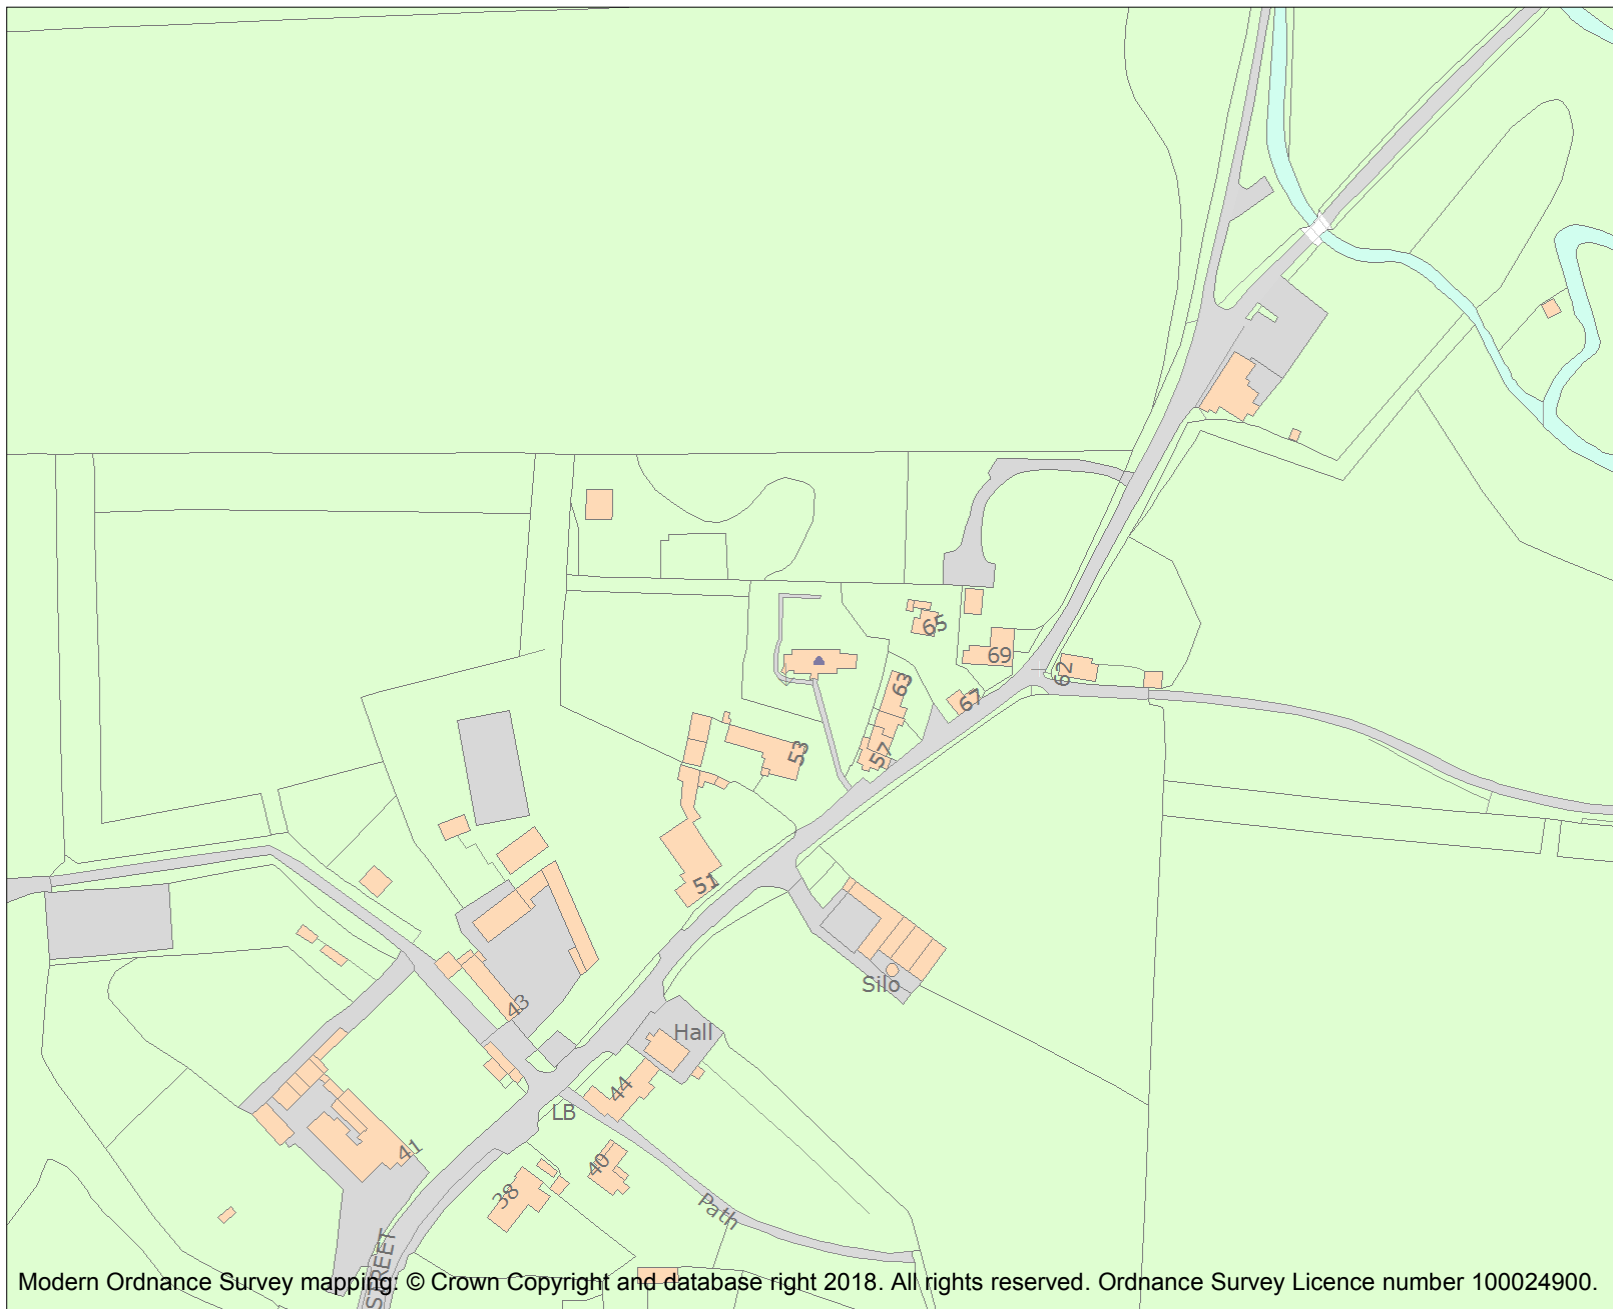 65
69
62
63
67
57
53
51
Silo
43
Hall
44
LB
41
40
38
Path
STREET
Modern Ordnance Survey mapping: © Crown Copyright and database right 2018. All rights reserved. Ordnance Survey Licence number 100024900.